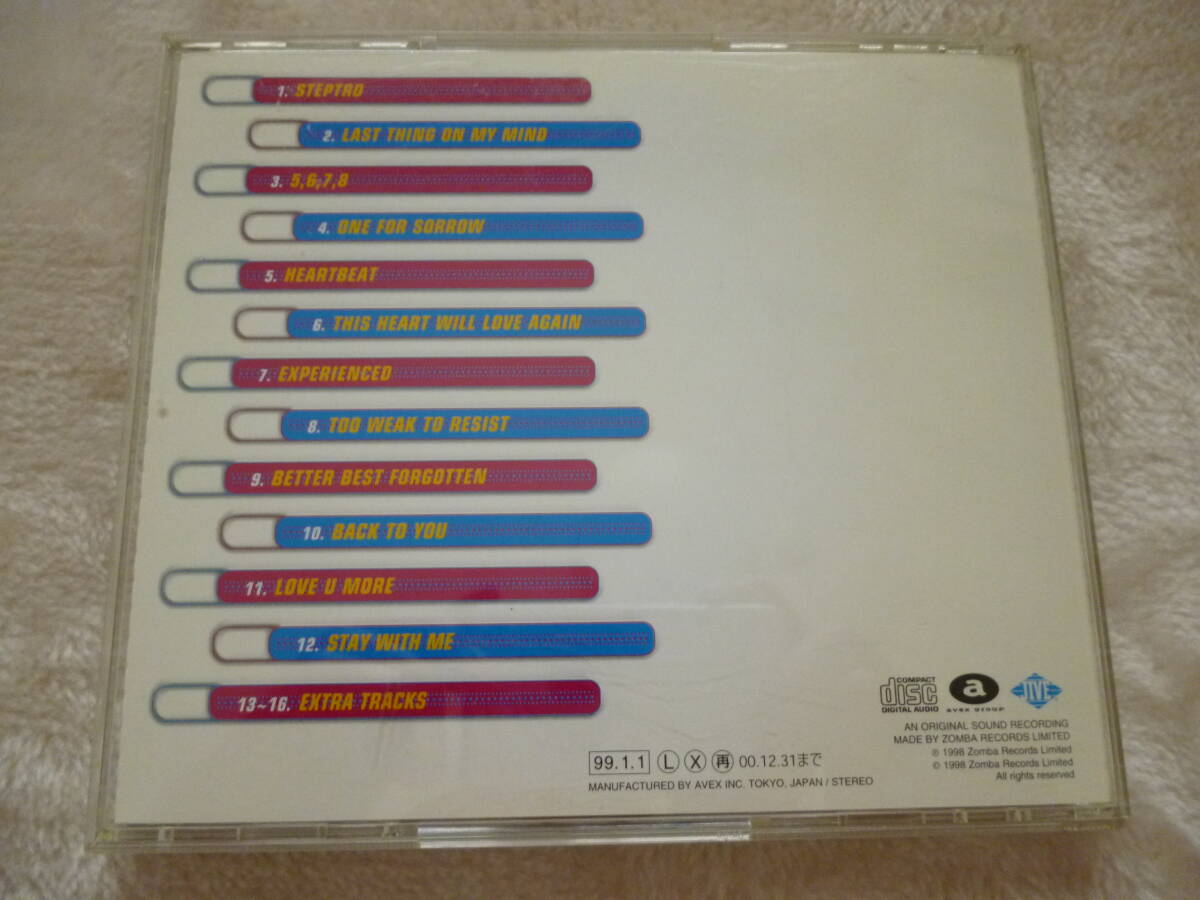 1. STEPTRO
2. LAST THING ON MY MIND
3. 5,6,7,8
4. ONE FOR SORROW
5. HEARTBEAT
6. THIS HEART WILL LOVE AGAIN
7. EXPERIENCED
8. TOO WEAK TO RESIST
9. BETTER BEST FORGOTTEN
10. BACK TO YOU
11. LOVE U MORE
12. STAY WITH ME
13~16. EXTRA TRACKS
COMPACT
disc
DIGITAL AUDIO
a
AVEX GROUP
JIVE
AN ORIGINAL SOUND RECORDING
MADE BY ZOMBA RECORDS LIMITED
℗ 1998 Zomba Records Limited
© 1998 Zomba Records Limited
All rights reserved
99.1.1 Ⓛ Ⓧ ㊢ 00.12.31まで
MANUFACTURED BY AVEX INC. TOKYO, JAPAN / STEREO